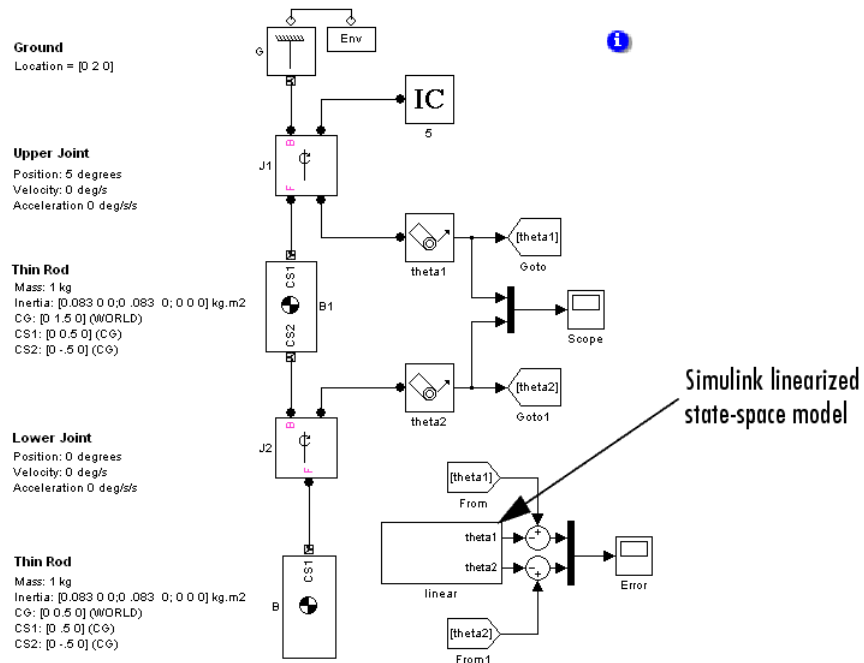 Ground
Location = [0 2 0]
G
Env
i
IC
5
Upper Joint
Position: 5 degrees
Velocity: 0 deg/s
Acceleration 0 deg/s/s
J1
B
F
theta1
[theta1]
Goto
Thin Rod
Mass: 1 kg
Inertia: [0.083 0 0;0 .083 0; 0 0 0] kg.m2
CG: [0 1.5 0] (WORLD)
CS1: [0 0.5 0] (CG)
CS2: [0 -.5 0] (CG)
CS1
CS2
B1
Scope
theta2
[theta2]
Goto1
Simulink linearized
state-space model
Lower Joint
Position: 0 degrees
Velocity: 0 deg/s
Acceleration 0 deg/s/s
J2
B
F
[theta1]
From
theta1
theta2
linear
Error
Thin Rod
Mass: 1 kg
Inertia: [0.083 0 0;0 .083 0; 0 0 0] kg.m2
CG: [0 0.5 0] (WORLD)
CS1: [0 .5 0] (CG)
CS2: [0 -.5 0] (CG)
CS1
B
[theta2]
From1